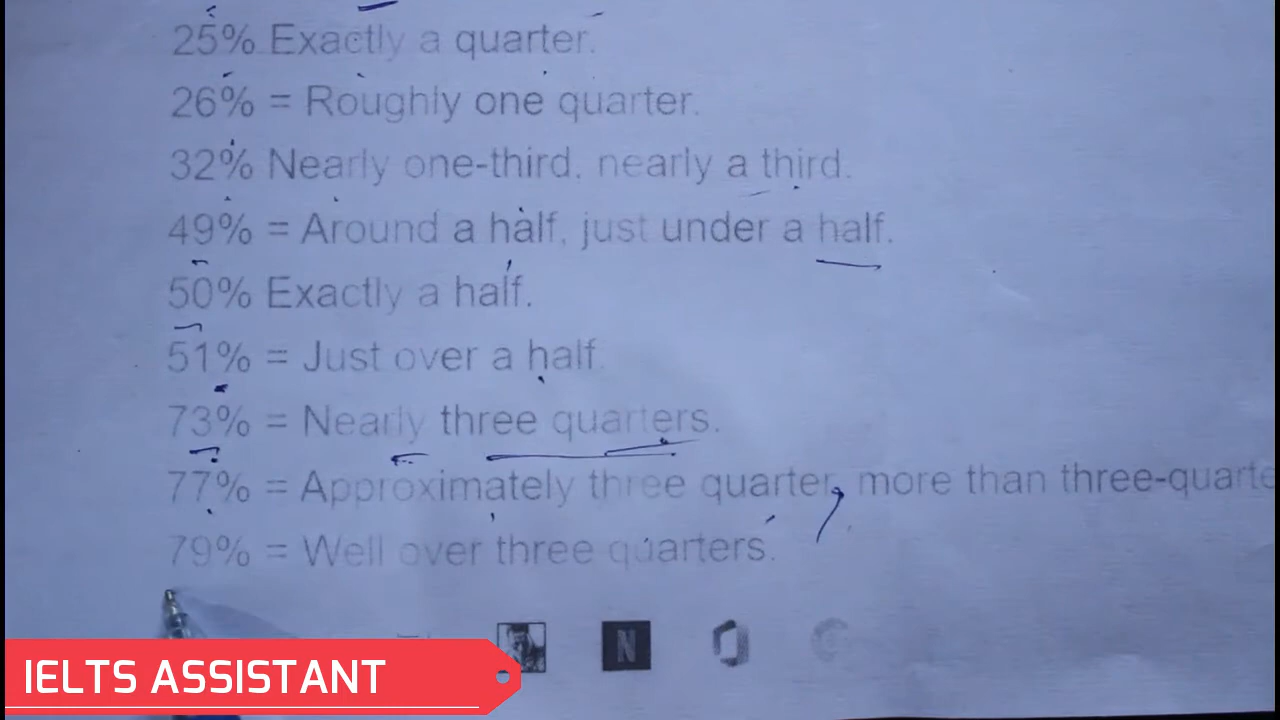 25% Exactly a quarter.
26% = Roughly one quarter.
32% Nearly one-third. nearly a third.
49% = Around a half, just under a half.
50% Exactly a half.
51% = Just over a half.
73% = Nearly three quarters.
77% = Approximately three quarter, more than three-quarte
79% = Well over three quarters.
N
IELTS ASSISTANT